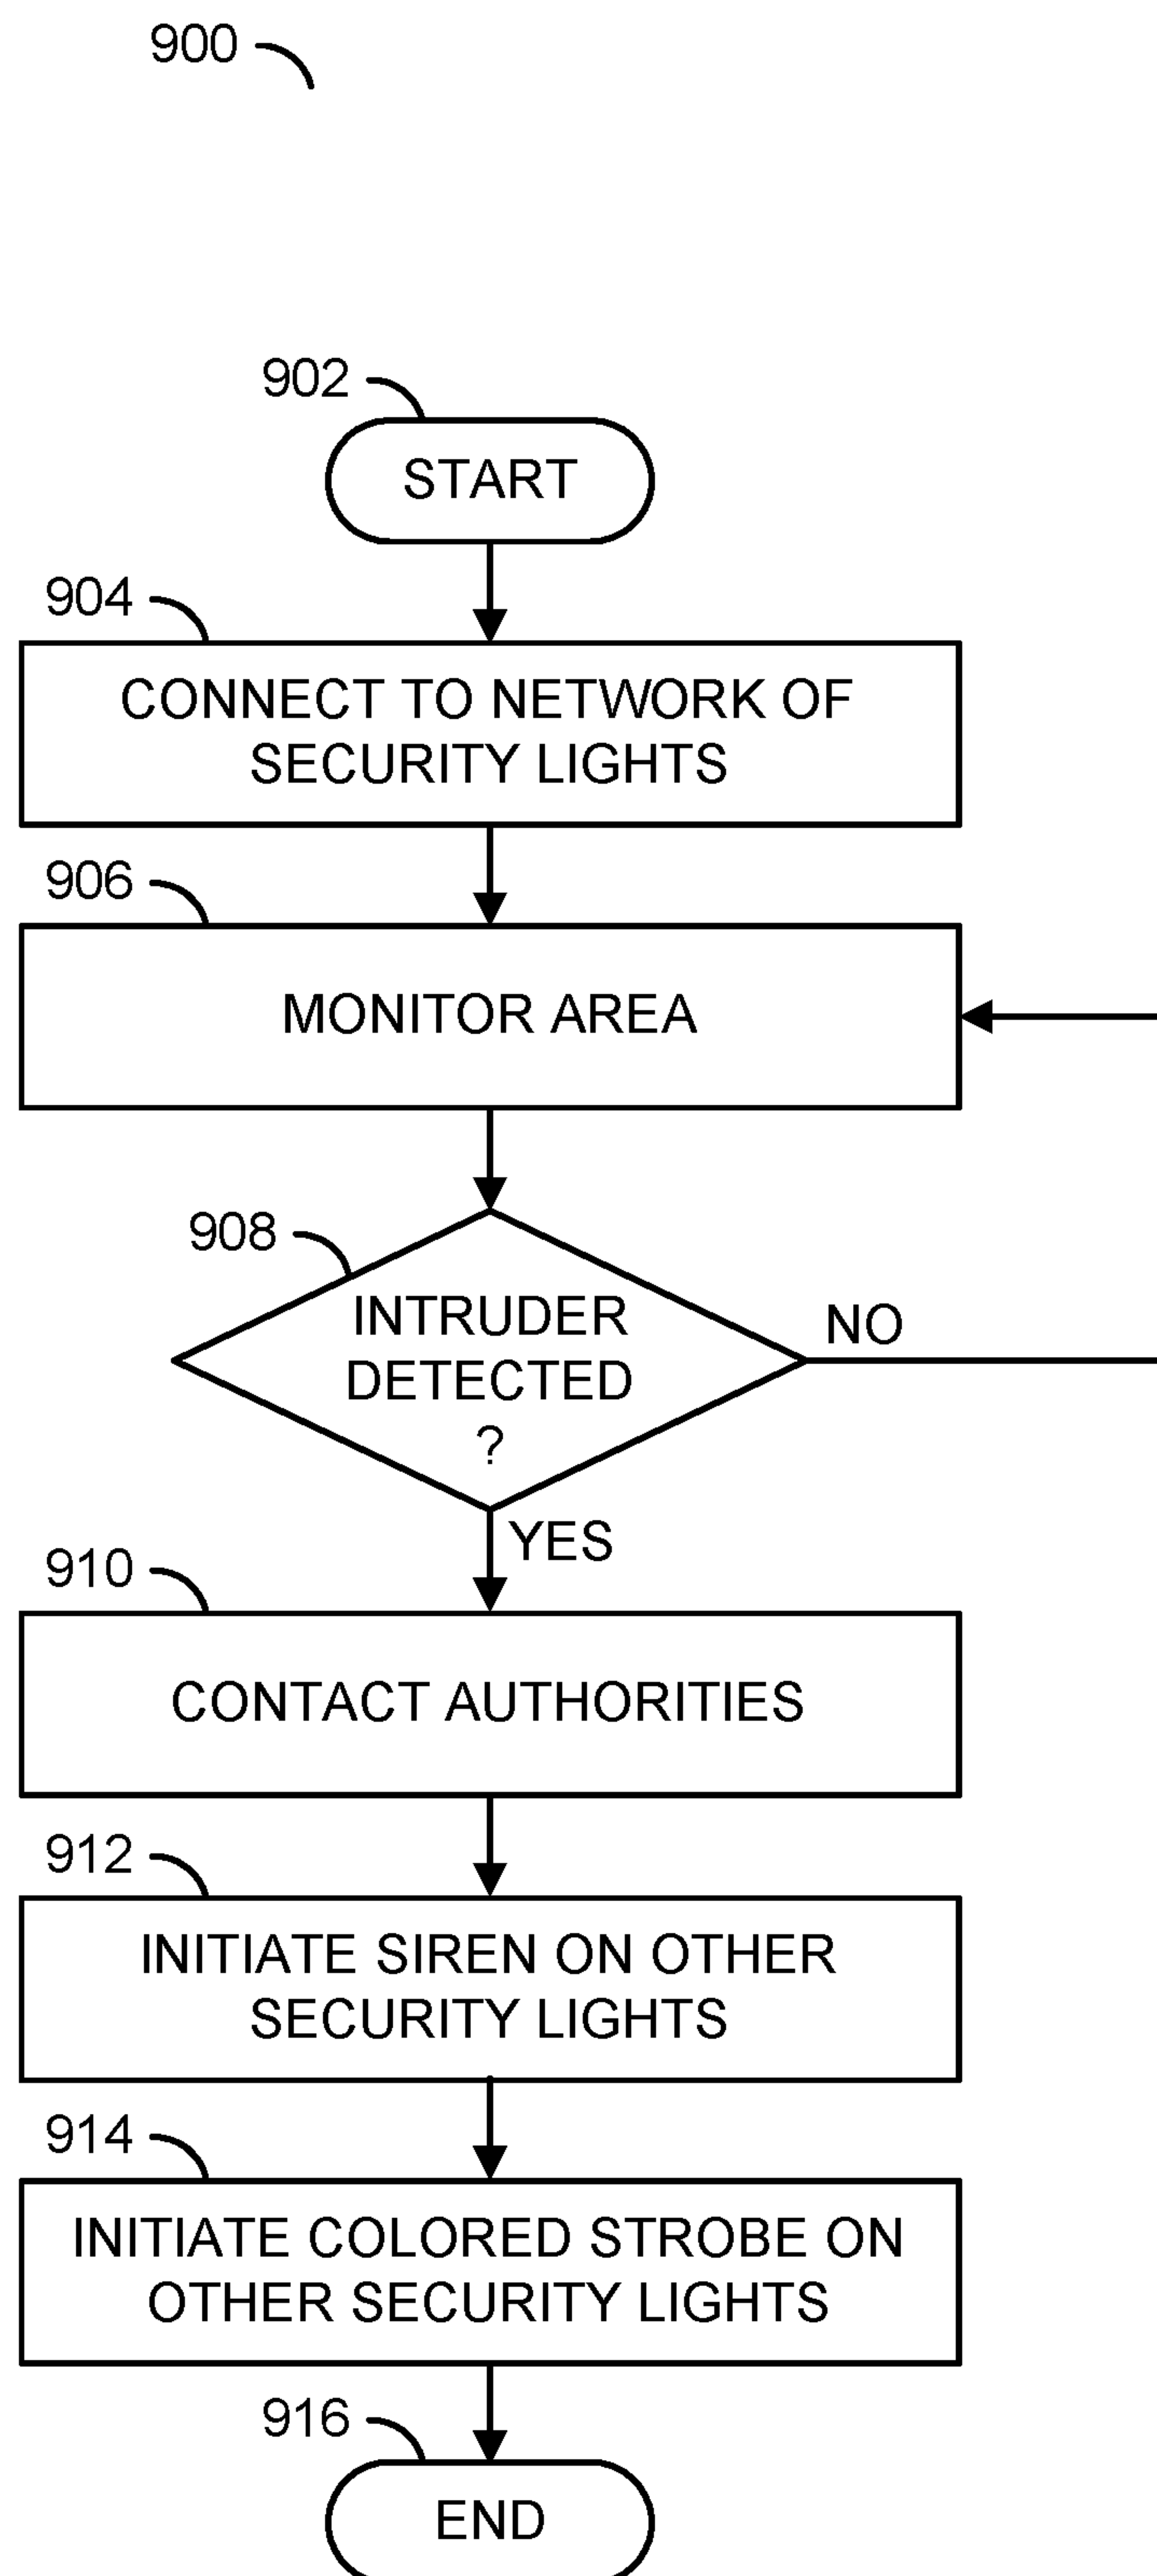 900
902
START
904
CONNECT TO NETWORK OF
SECURITY LIGHTS
906
MONITOR AREA
908
INTRUDER
DETECTED
?
NO
YES
910
CONTACT AUTHORITIES
912
INITIATE SIREN ON OTHER
SECURITY LIGHTS
914
INITIATE COLORED STROBE ON
OTHER SECURITY LIGHTS
916
END